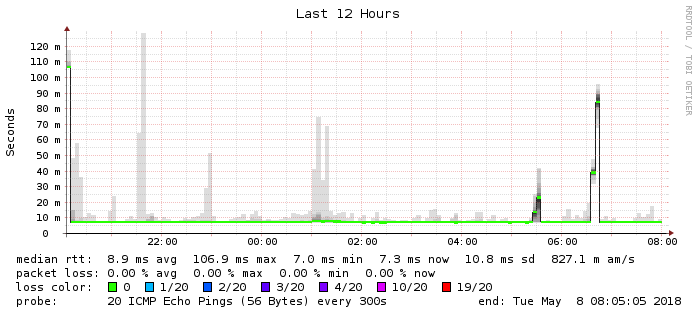 Last 12 Hours
RRDTOOL / TOBI OETIKER
Seconds
120 m
110 m
100 m
90 m
80 m
70 m
60 m
50 m
40 m
30 m
20 m
10 m
0
22:00 00:00 02:00 04:00 06:00 08:00
median rtt: 8.9 ms avg 106.9 ms max 7.0 ms min 7.3 ms now 10.8 ms sd 827.1 m am/s
packet loss: 0.00 % avg 0.00 % max 0.00 % min 0.00 % now
loss color: 0 1/20 2/20 3/20 4/20 10/20 19/20
probe: 20 ICMP Echo Pings (56 Bytes) every 300s end: Tue May 8 08:05:05 2018